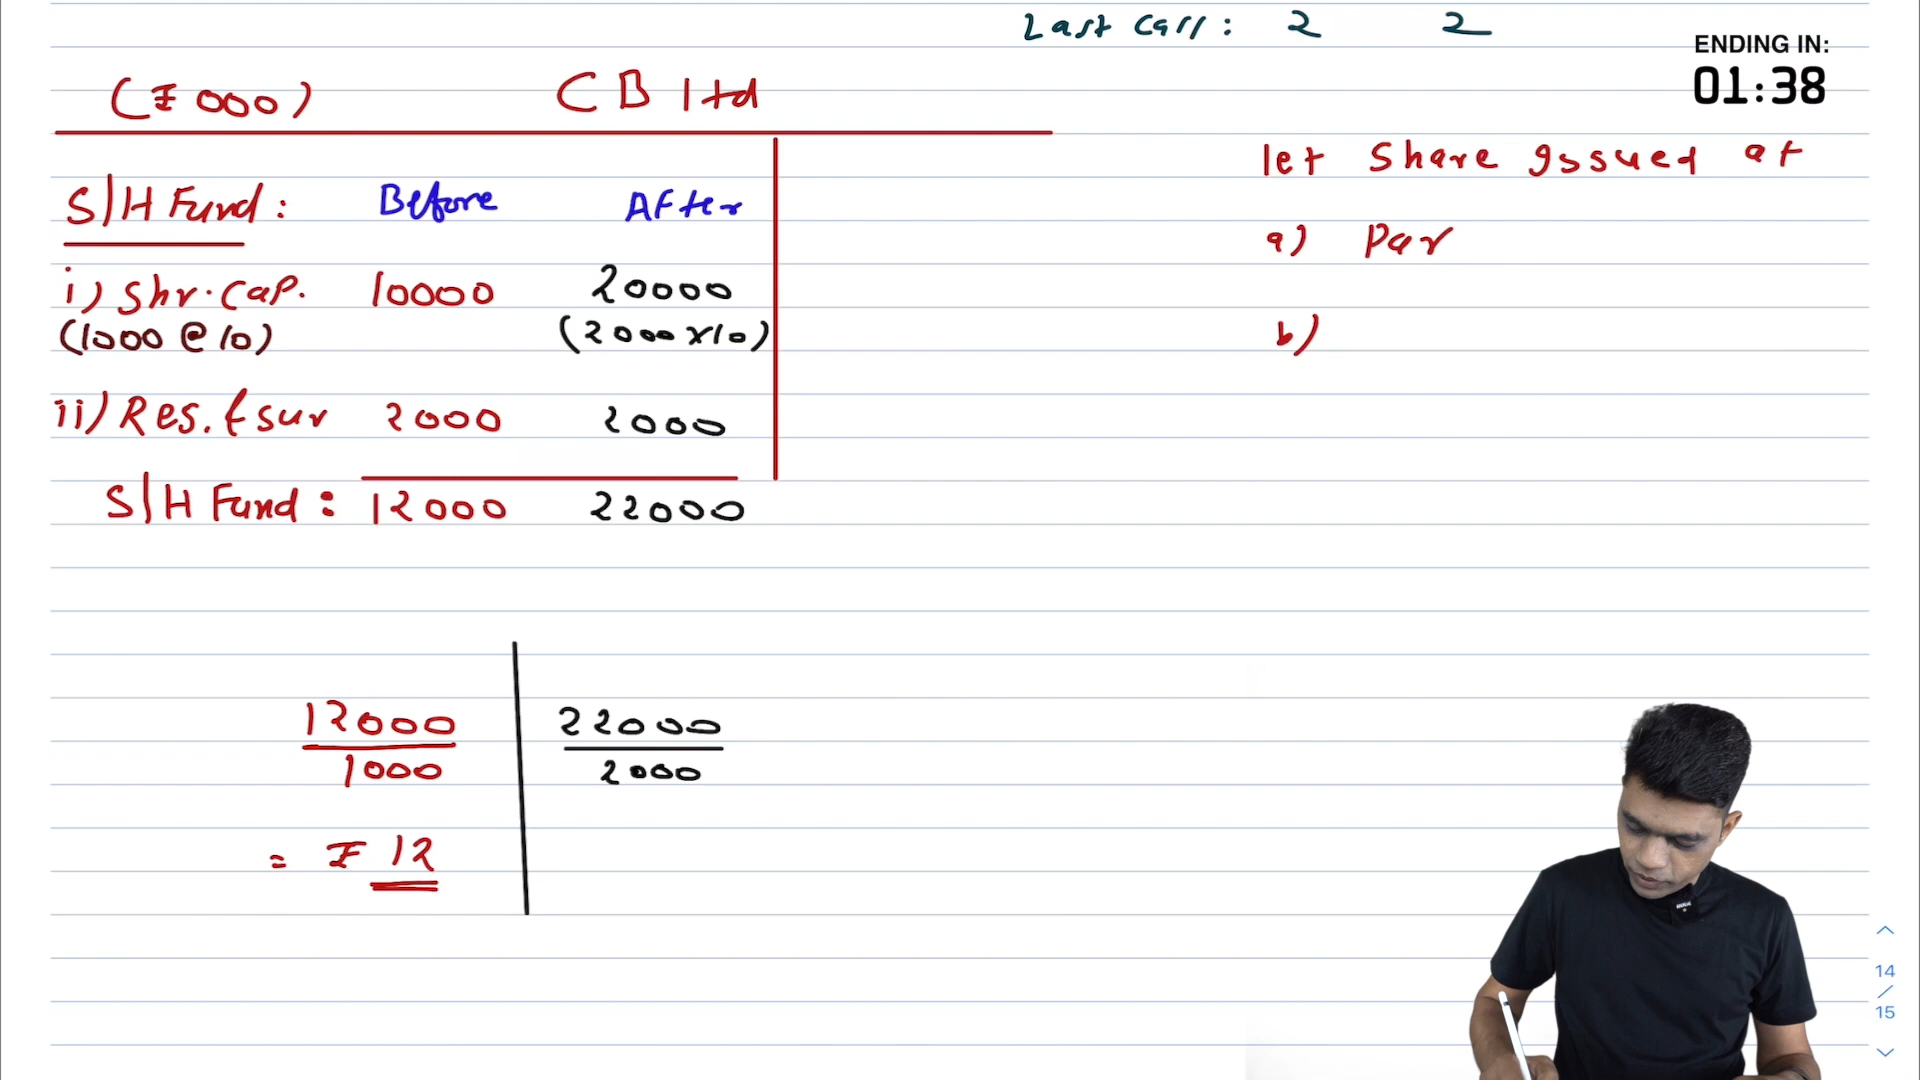 Last Call: 2 2
ENDING IN:
01:38
(₹ 000) CB ltd
let Share Issued at
S/H Fund: Before After
a) Par
i) Shr. Cap. 10000 20000
(1000 @ 10) (2000x10)
b)
ii) Res. & sur 2000 2000
S/H Fund: 12000 22000
12000 22000
1000 2000
= ₹ 12
14
/
15